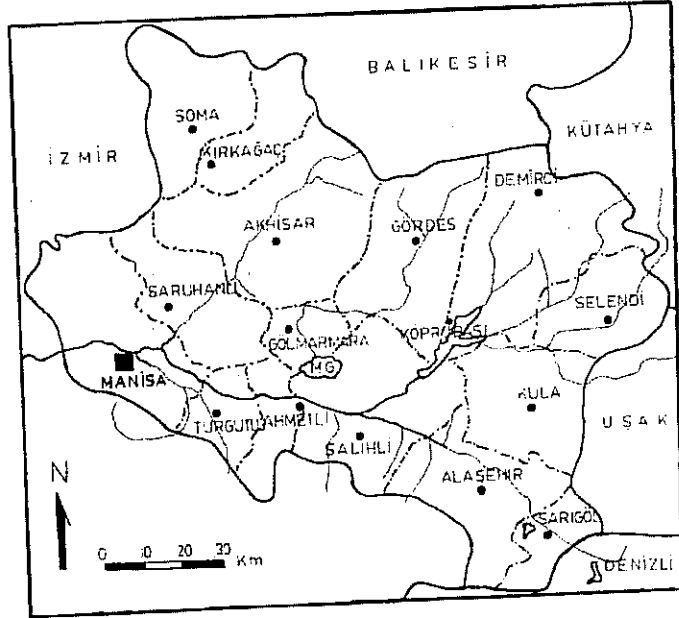 BALIKESİR
SOMA
KÜTAHYA
İZMİR
KIRKAĞAÇ
DEMİRCİ
AKHİSAR
GÖRDES
SARUHANLI
SELENDİ
GÖLMARMARA
KÖPRÜBAŞI
MG
MANİSA
KULA
UŞAK
AHMETLİ
SALİHLİ
N
ALAŞEHİR
SARIGÖL
0 10 20 30
Km
DENİZLİ